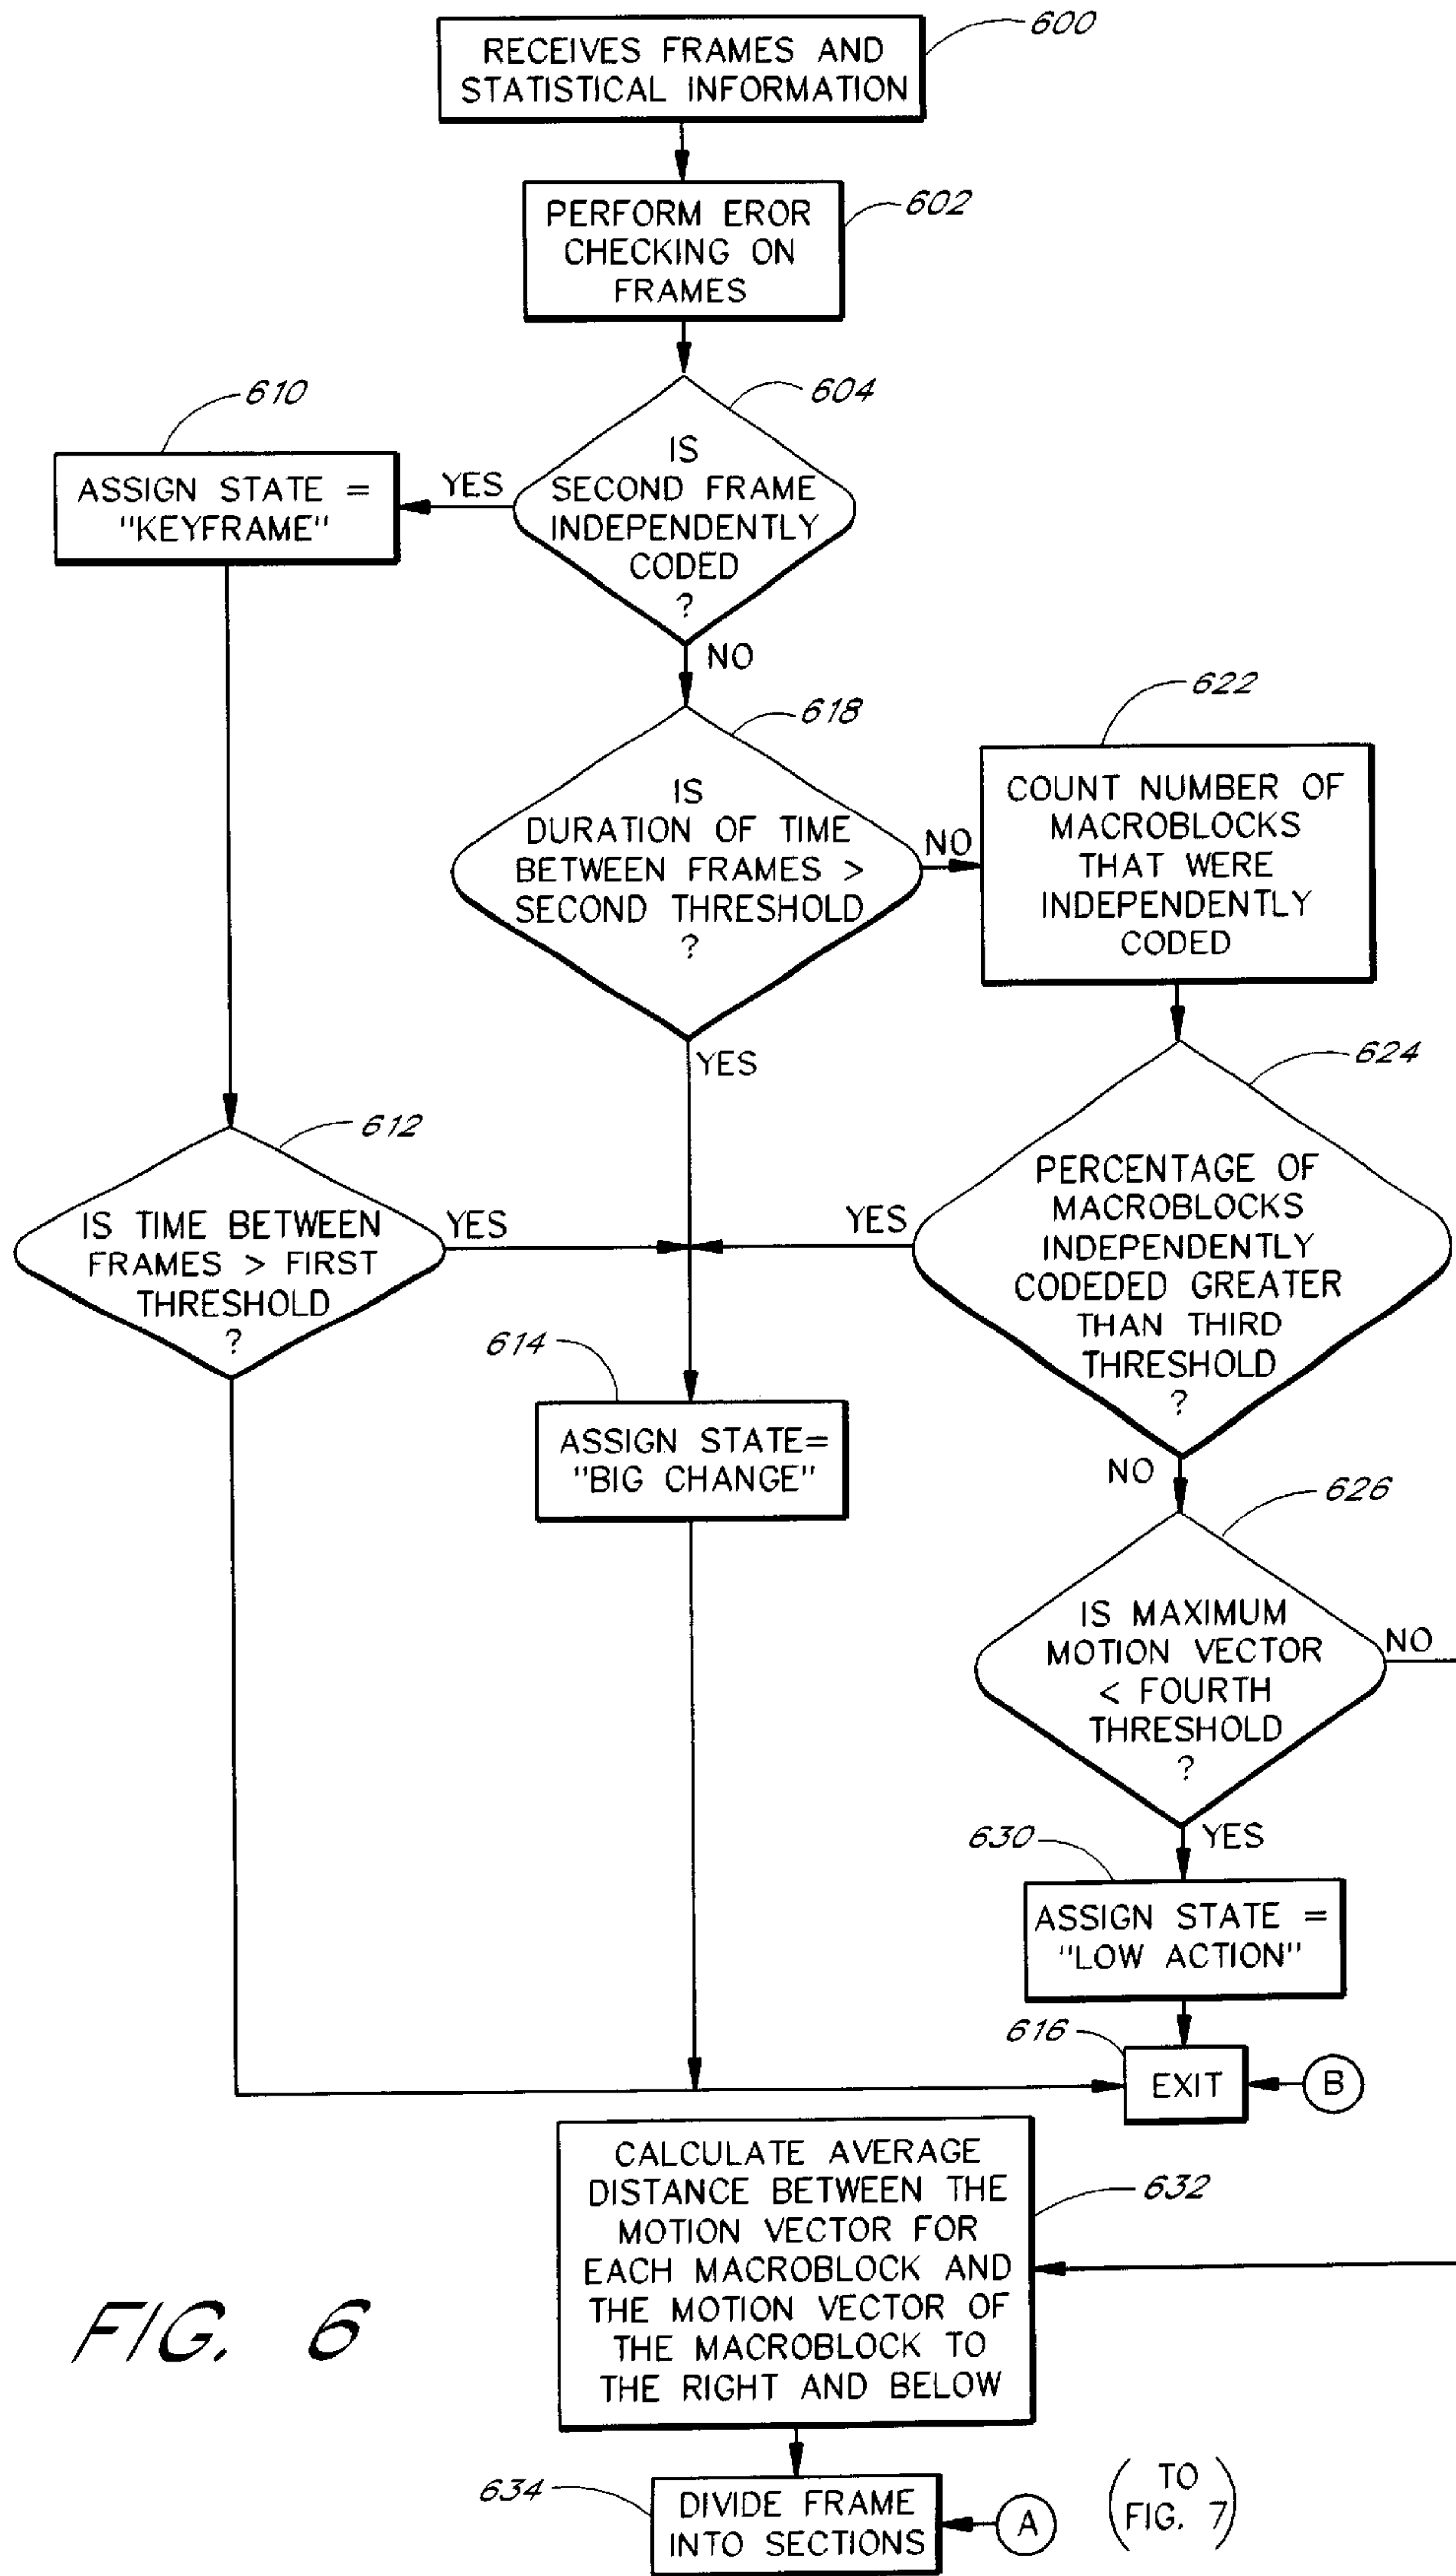 600
RECEIVES FRAMES AND
STATISTICAL INFORMATION
602
PERFORM EROR
CHECKING ON
FRAMES
604
IS
SECOND FRAME
INDEPENDENTLY
CODED
?
YES
NO
610
ASSIGN STATE =
"KEYFRAME"
618
IS
DURATION OF TIME
BETWEEN FRAMES >
SECOND THRESHOLD
?
NO
YES
622
COUNT NUMBER OF
MACROBLOCKS
THAT WERE
INDEPENDENTLY
CODED
612
IS TIME BETWEEN
FRAMES > FIRST
THRESHOLD
?
YES
624
PERCENTAGE OF
MACROBLOCKS
INDEPENDENTLY
CODEDED GREATER
THAN THIRD
THRESHOLD
?
YES
NO
614
ASSIGN STATE=
"BIG CHANGE"
626
IS MAXIMUM
MOTION VECTOR
< FOURTH
THRESHOLD
?
NO
YES
630
ASSIGN STATE =
"LOW ACTION"
616
EXIT
B
632
CALCULATE AVERAGE
DISTANCE BETWEEN THE
MOTION VECTOR FOR
EACH MACROBLOCK AND
THE MOTION VECTOR OF
THE MACROBLOCK TO
THE RIGHT AND BELOW
FIG. 6
634
DIVIDE FRAME
INTO SECTIONS
A
(TO
FIG. 7)